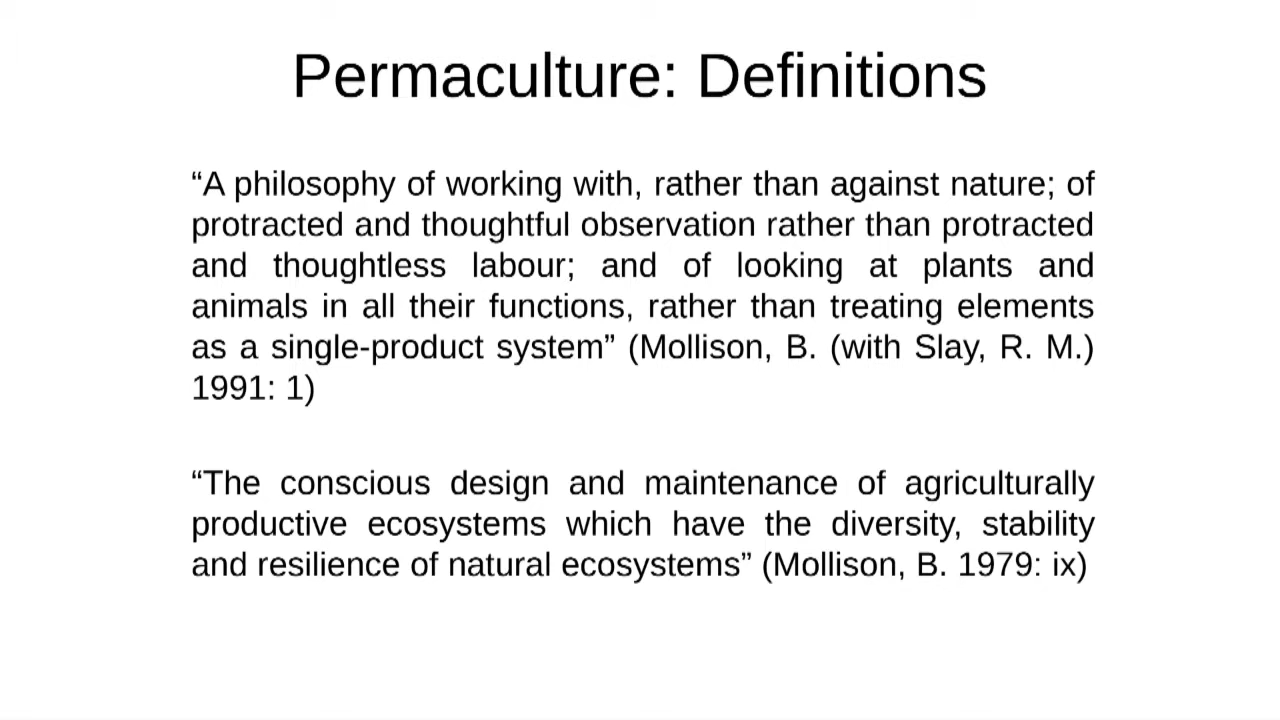 Permaculture: Definitions
“A philosophy of working with, rather than against nature; of
protracted and thoughtful observation rather than protracted
and thoughtless labour; and of looking at plants and
animals in all their functions, rather than treating elements
as a single-product system” (Mollison, B. (with Slay, R. M.)
1991: 1)
“The conscious design and maintenance of agriculturally
productive ecosystems which have the diversity, stability
and resilience of natural ecosystems” (Mollison, B. 1979: ix)